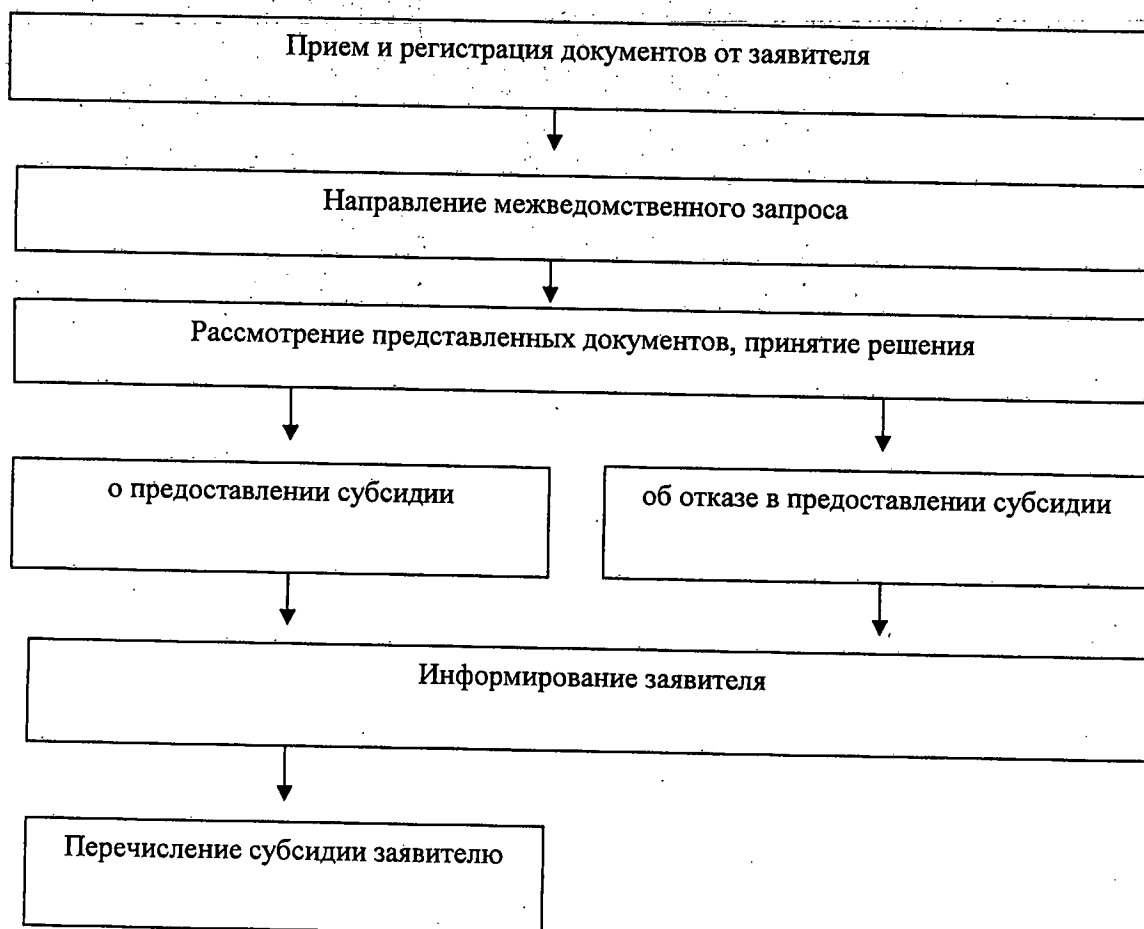 Прием и регистрация документов от заявителя
Направление межведомственного запроса
Рассмотрение представленных документов, принятие решения
о предоставлении субсидии
об отказе в предоставлении субсидии
Информирование заявителя
Перечисление субсидии заявителю